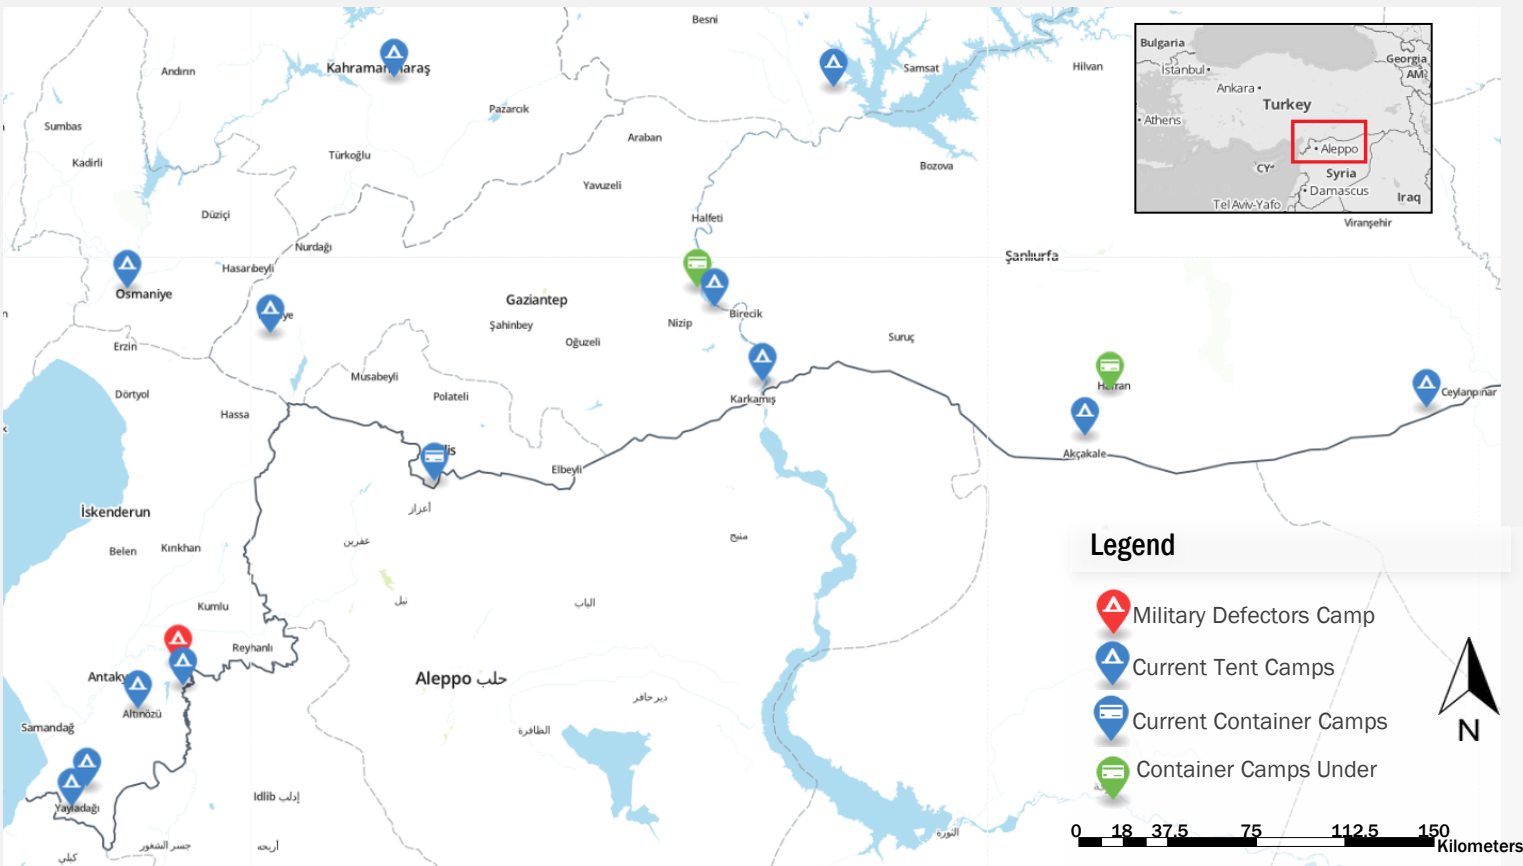 Besni
Andırın
Kahramanmaraş
Samsat
Hilvan
Pazarcık
Sumbas
Araban
Kadirli
Türkoğlu
Bozova
Yavuzeli
Düziçi
Halfeti
Nurdağı
Şanlıurfa
Viranşehir
Hasanbeyli
Osmaniye
Gaziantep
Şahinbey
Birecik
Nizip
Oğuzeli
Suruç
Erzin
Musabeyli
Harran
Dörtyol
Polateli
Ceylanpınar
Karkamış
Hassa
Akçakale
Elbeyli
أعزاز
İskenderun
عفرين
منبج
Belen
Kırıkhan
نبل
الباب
Kumlu
Reyhanlı
Aleppo حلب
دير حافر
Altınözü
Samandağ
الظافرة
Idlib إدلب
Yayladağı
الثورة
جسر الشغور
أريحه
كيلي
Bulgaria
Georgia
İstanbul
AM
Ankara
Turkey
Athens
Aleppo
CY
Syria
Damascus
Iraq
Tel Aviv-Yafo
Legend
Military Defectors Camp
Current Tent Camps
Current Container Camps
Container Camps Under
N
0 18 37.5 75 112.5 150
Kilometers